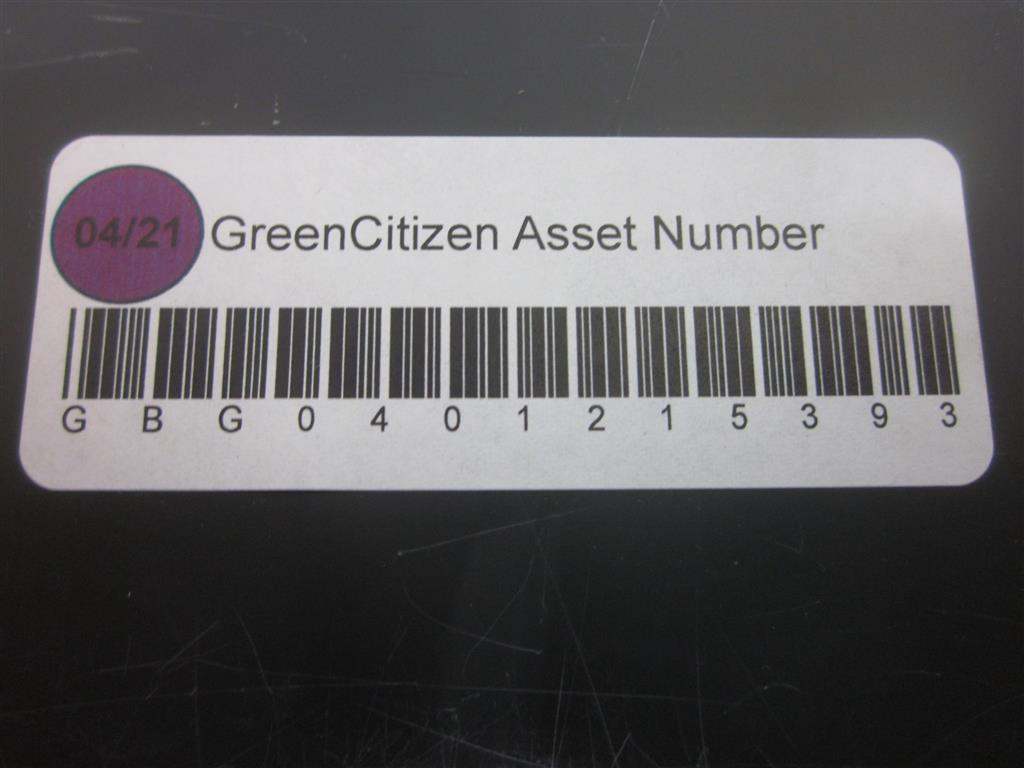 04/21 GreenCitizen Asset Number
G B G 0 4 0 1 2 1 5 3 9 3